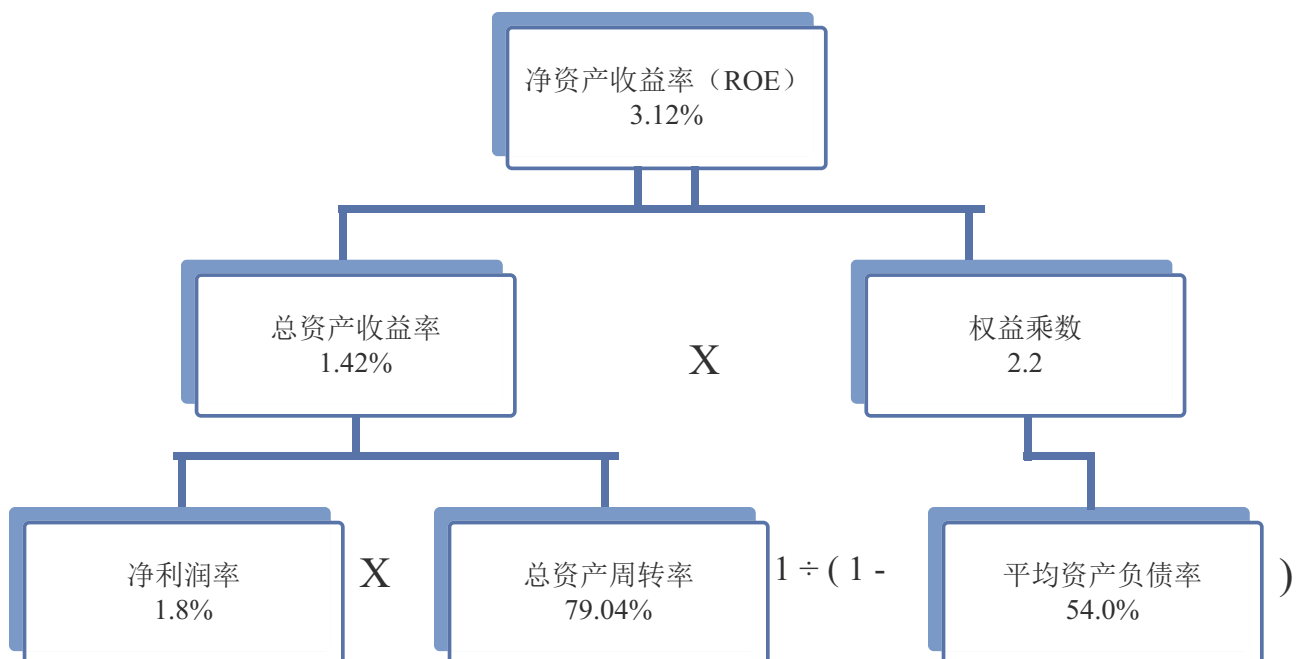 净资产收益率（ROE）
3.12%
总资产收益率
1.42%
X
权益乘数
2.2
净利润率
1.8%
X
总资产周转率
79.04%
1 ÷ ( 1 -
平均资产负债率
54.0%
)